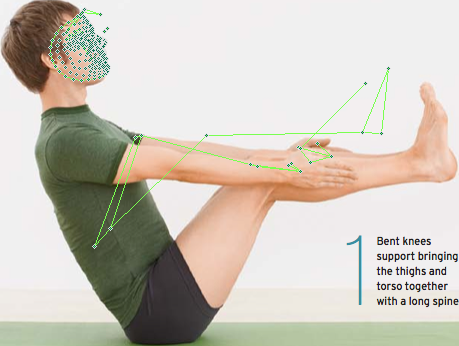 1
Bent knees
support bringing
the thighs and
torso together
with a long spine